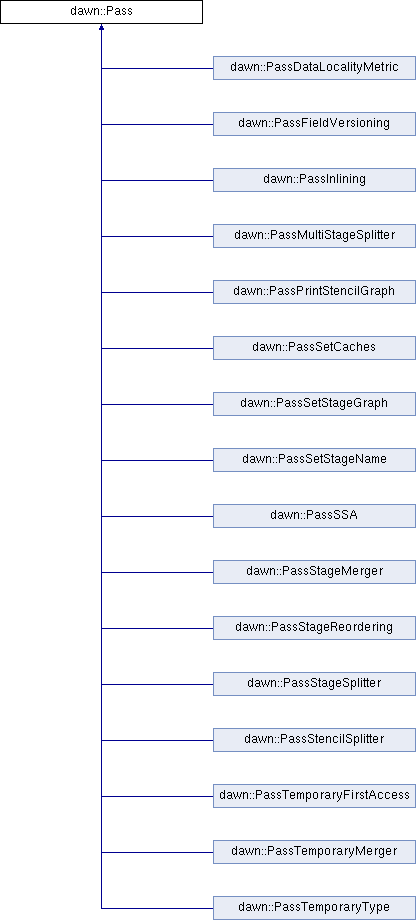 dawn::Pass
dawn::PassDataLocalityMetric
dawn::PassFieldVersioning
dawn::PassInlining
dawn::PassMultiStageSplitter
dawn::PassPrintStencilGraph
dawn::PassSetCaches
dawn::PassSetStageGraph
dawn::PassSetStageName
dawn::PassSSA
dawn::PassStageMerger
dawn::PassStageReordering
dawn::PassStageSplitter
dawn::PassStencilSplitter
dawn::PassTemporaryFirstAccess
dawn::PassTemporaryMerger
dawn::PassTemporaryType